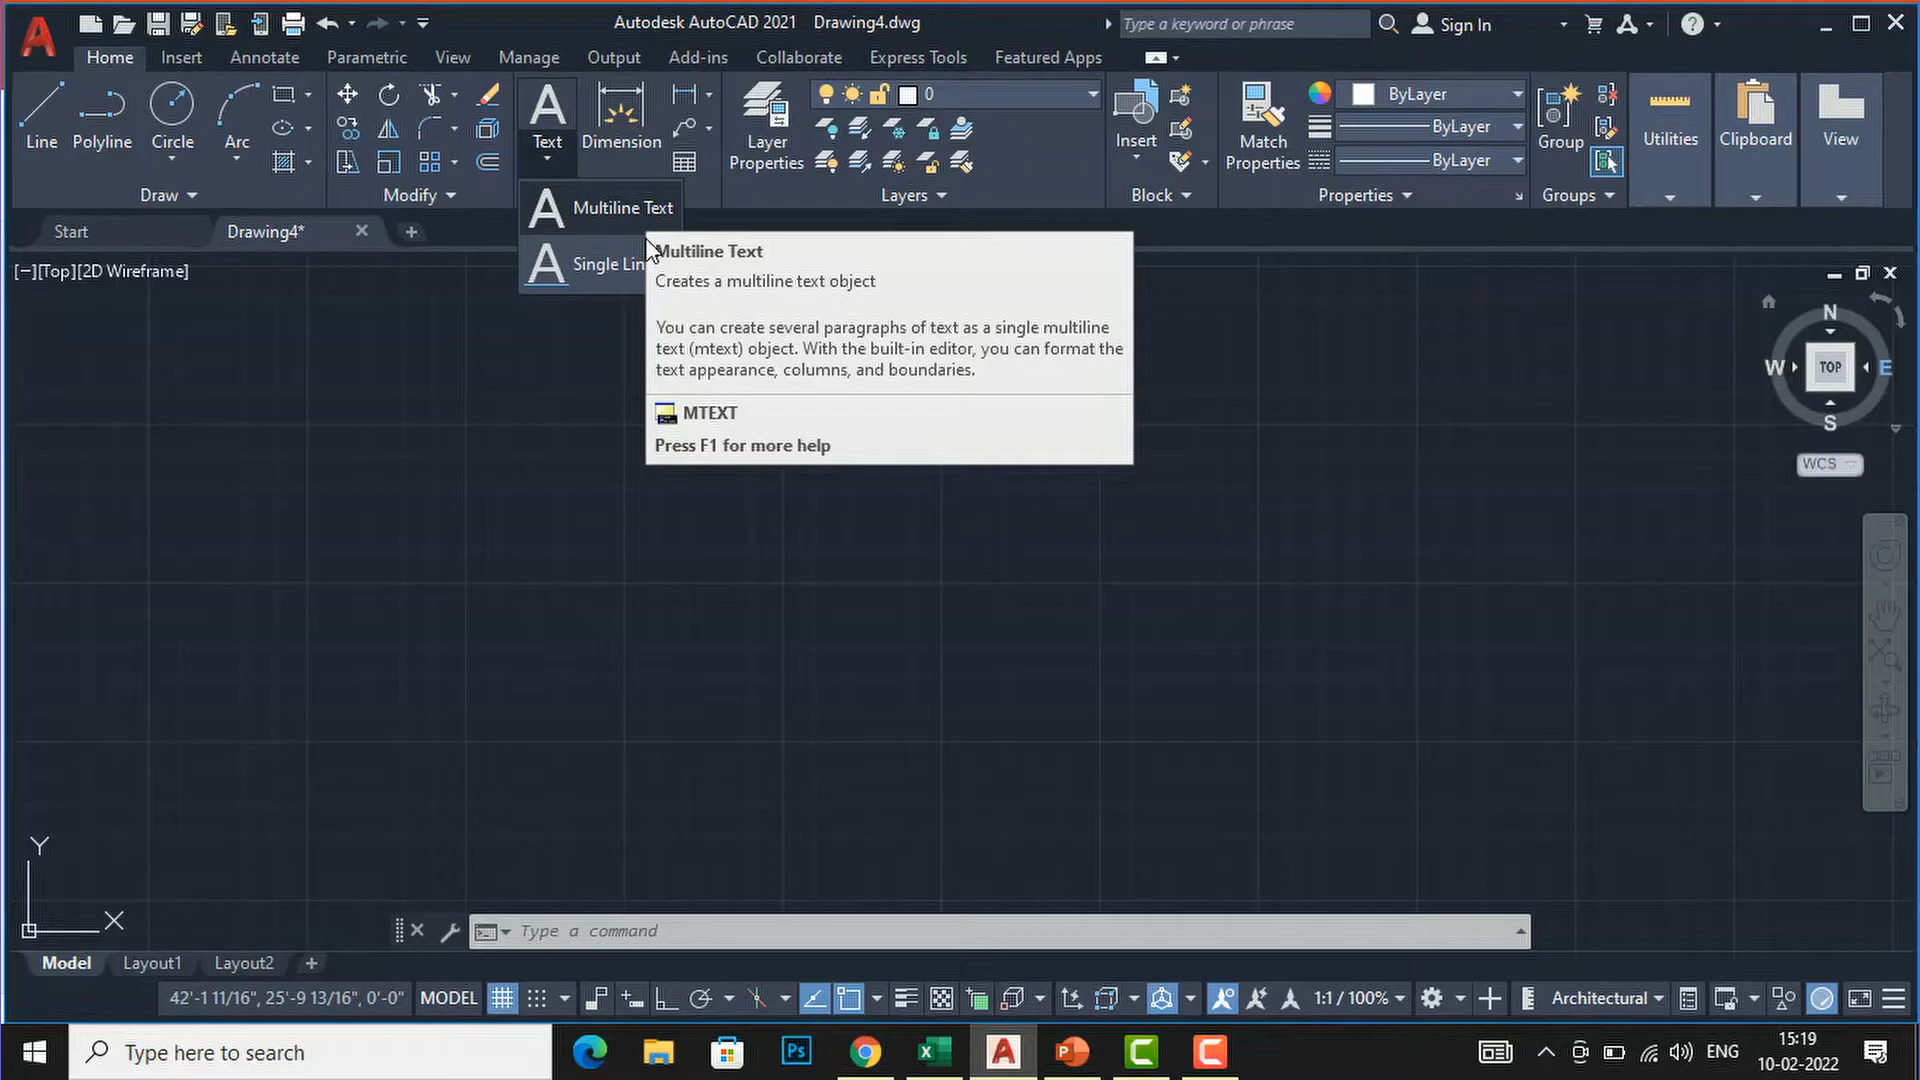 Autodesk AutoCAD 2021 Drawing4.dwg
Type a keyword or phrase
Sign In
Home Insert Annotate Parametric View Manage Output Add-ins Collaborate Express Tools Featured Apps
Line Polyline Circle Arc
Draw
Modify
Text
Dimension
Layer Properties
0
Layers
Insert
Block
Match Properties
ByLayer
ByLayer
ByLayer
Properties
Group
Groups
Utilities
Clipboard
View
Multiline Text
Single Lin
Start
Drawing4*
[−][Top][2D Wireframe]
Multiline Text
Creates a multiline text object
You can create several paragraphs of text as a single multiline
text (mtext) object. With the built-in editor, you can format the
text appearance, columns, and boundaries.
MTEXT
Press F1 for more help
N
W TOP E
S
WCS
Y
X
Type a command
Model Layout1 Layout2
42'-1 11/16", 25'-9 13/16", 0'-0" MODEL 1:1 / 100% Architectural
Type here to search
Ps
ENG
15:19
10-02-2022